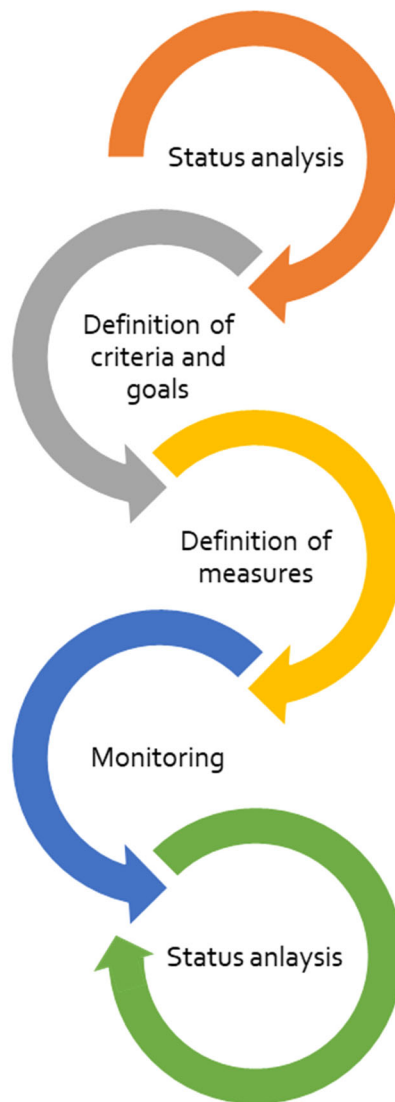 Status analysis
Definition of
criteria and
goals
Definition of
measures
Monitoring
Status anlaysis